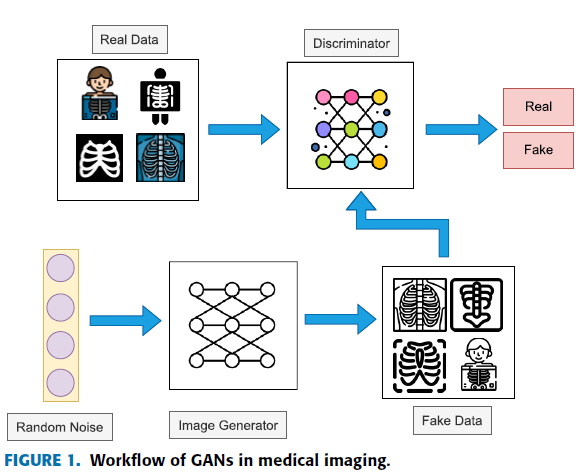 Real Data
Discriminator
Real
Fake
Random Noise
Image Generator
Fake Data
FIGURE 1. Workflow of GANs in medical imaging.